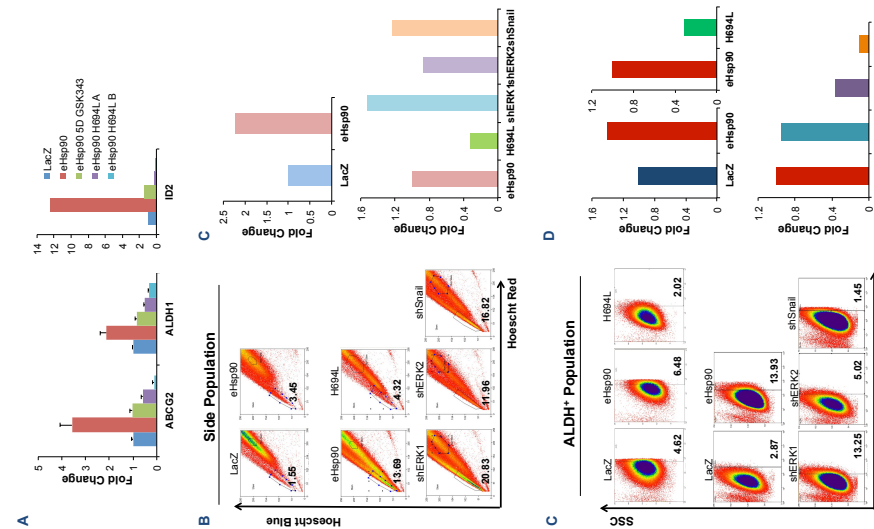 A
Fold Change
5
4
3
2
1
0
ABCG2
ALDH1
Fold Change
14
12
10
8
6
4
2
0
ID2
LacZ
eHsp90
eHsp90 5D GSK343
eHsp90 H694L A
eHsp90 H694L B
B
Side Population
Hoescht Blue
LacZ
1.55
eHsp90
3.45
eHsp90
13.69
H694L
4.32
shERK1
20.83
shERK2
11.96
shSnail
16.82
Hoescht Red
C
Fold Change
2.5
2
1.5
1
0.5
0
LacZ
eHsp90
Fold Change
1.6
1.2
0.8
0.4
0
eHsp90
H694L
shERK1
shERK2
shSnail
C
ALDH+ Population
SSC
LacZ
4.62
eHsp90
6.48
H694L
2.02
LacZ
2.87
eHsp90
13.93
shERK1
13.25
shERK2
5.02
shSnail
1.45
D
Fold Change
1.6
1.2
0.8
0.4
0
LacZ
eHsp90
1.2
0.8
0.4
0
eHsp90
H694L
Fold Change
1.2
0.8
0.4
0